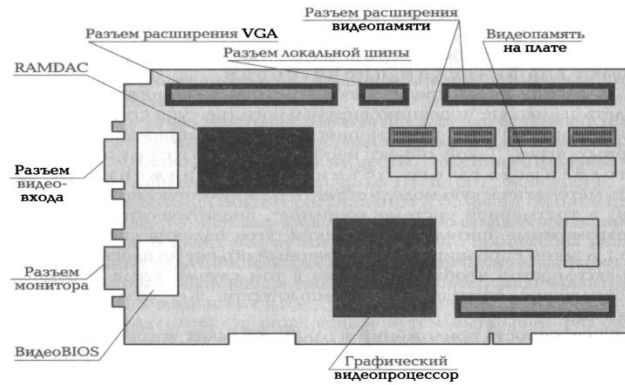 Разъем расширения VGA
Разъем расширения
видеопамяти
Видеопамять
на плате
Разъем локальной шины
RAMDAC
Разъем
видео-
входа
Разъем
монитора
ВидеоBIOS
Графический
видеопроцессор